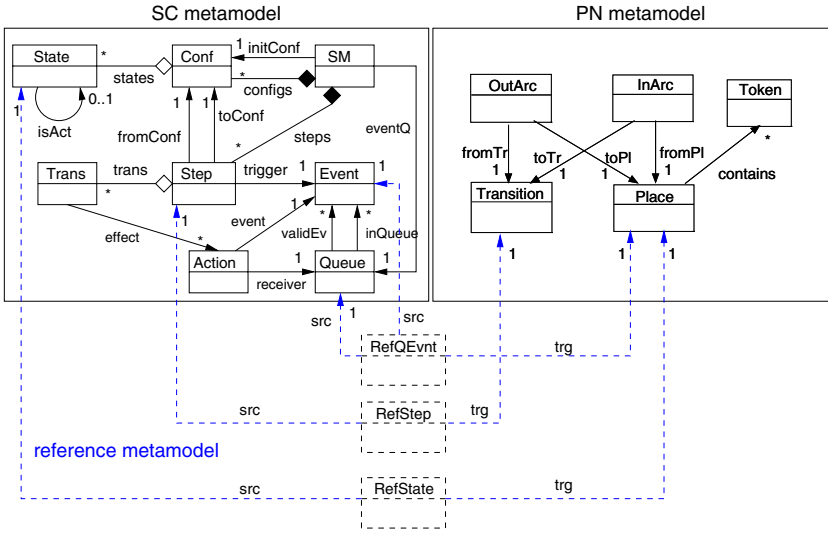 SC metamodel
PN metamodel
State
*
states
Conf
1
initConf
SM
*
configs
1
0..1
isAct
1
1
fromConf
toConf
steps
*
eventQ
OutArc
InArc
Token
*
fromTr
1
toTr
1
toPl
1
fromPl
1
contains
Transition
Place
Trans
trans
*
Step
trigger
1
1
Event
1
event
1
*
*
effect
*
validEv
inQueue
Action
1
Queue
1
receiver
1
1
1
src
1
src
RefQEvnt
trg
src
RefStep
trg
reference metamodel
src
RefState
trg